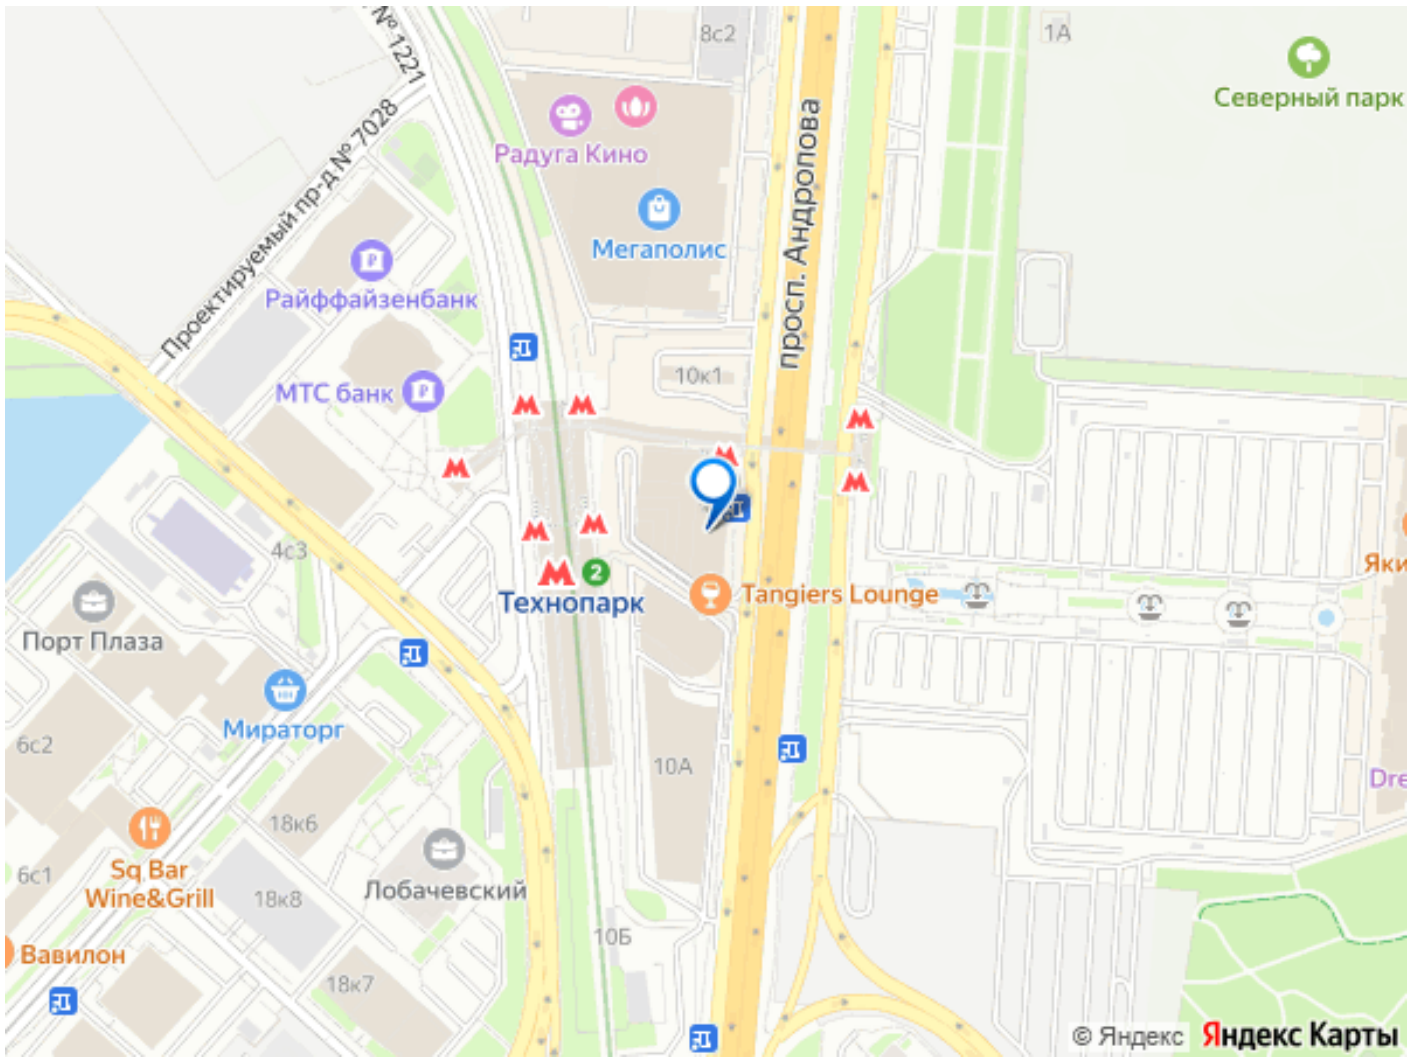 № 1221
8с2
1А
Северный парк
Проектируемый пр-д № 7028
Радуга Кино
просп. Андропова
Мегаполис
Райффайзенбанк
10к1
МТС банк
4с3
Яки
2
Технопарк
Tangiers Lounge
Порт Плаза
Мираторг
6с2
10А
Dre
18к6
Sq Bar
Wine&Grill
6с1
Лобачевский
18к8
10Б
Вавилон
18к7
© Яндекс
Яндекс Карты